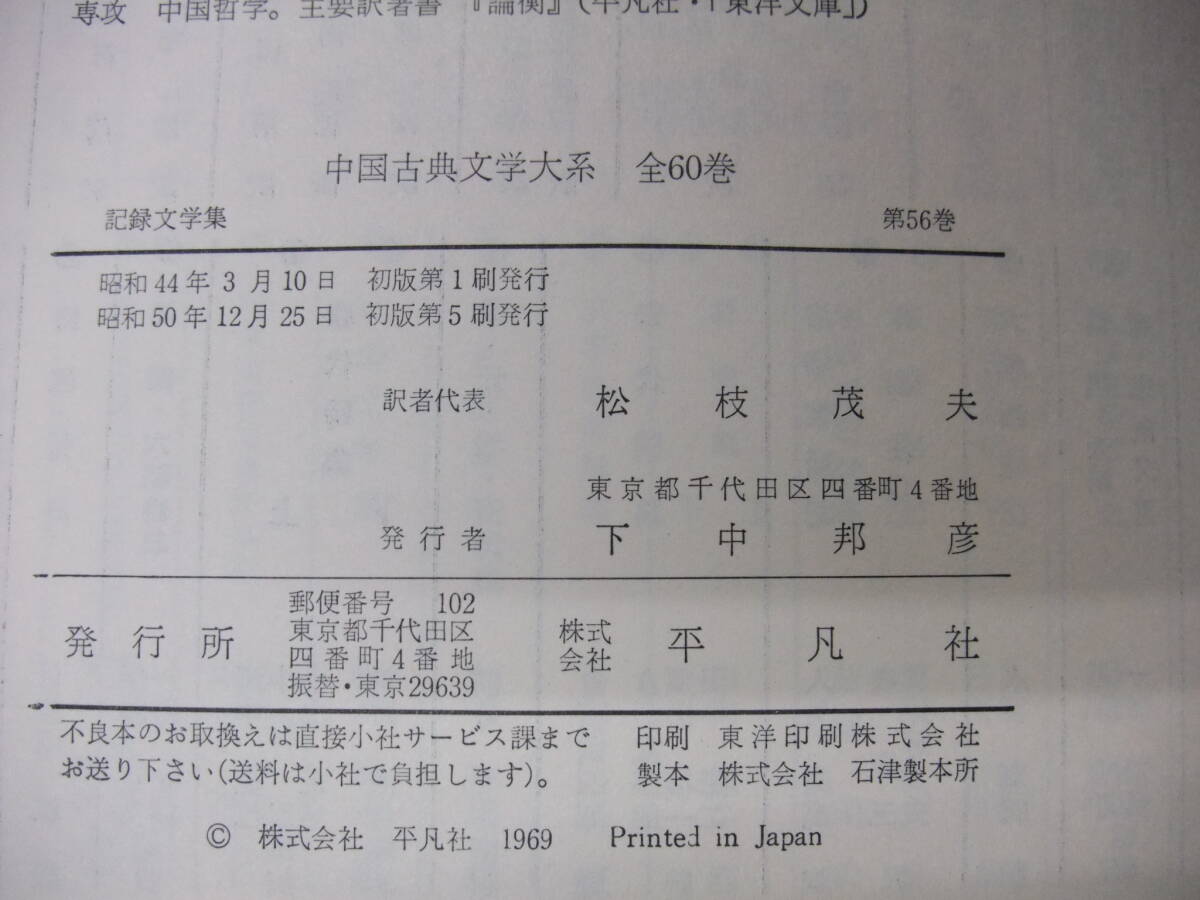 専攻 中国哲学。主要訳著書 『論衡』(平凡社・「東洋文庫」)
中国古典文学大系 全60巻
記録文学集 第56巻
昭和44年3月10日 初版第1刷発行
昭和50年12月25日 初版第5刷発行
訳者代表 松枝茂夫
東京都千代田区四番町4番地
発行者 下中邦彦
発行所
郵便番号 102
東京都千代田区
四番町4番地
振替・東京29639
株式会社 平凡社
不良本のお取換えは直接小社サービス課まで
お送り下さい(送料は小社で負担します)。
印刷 東洋印刷株式会社
製本 株式会社 石津製本所
© 株式会社 平凡社 1969 Printed in Japan